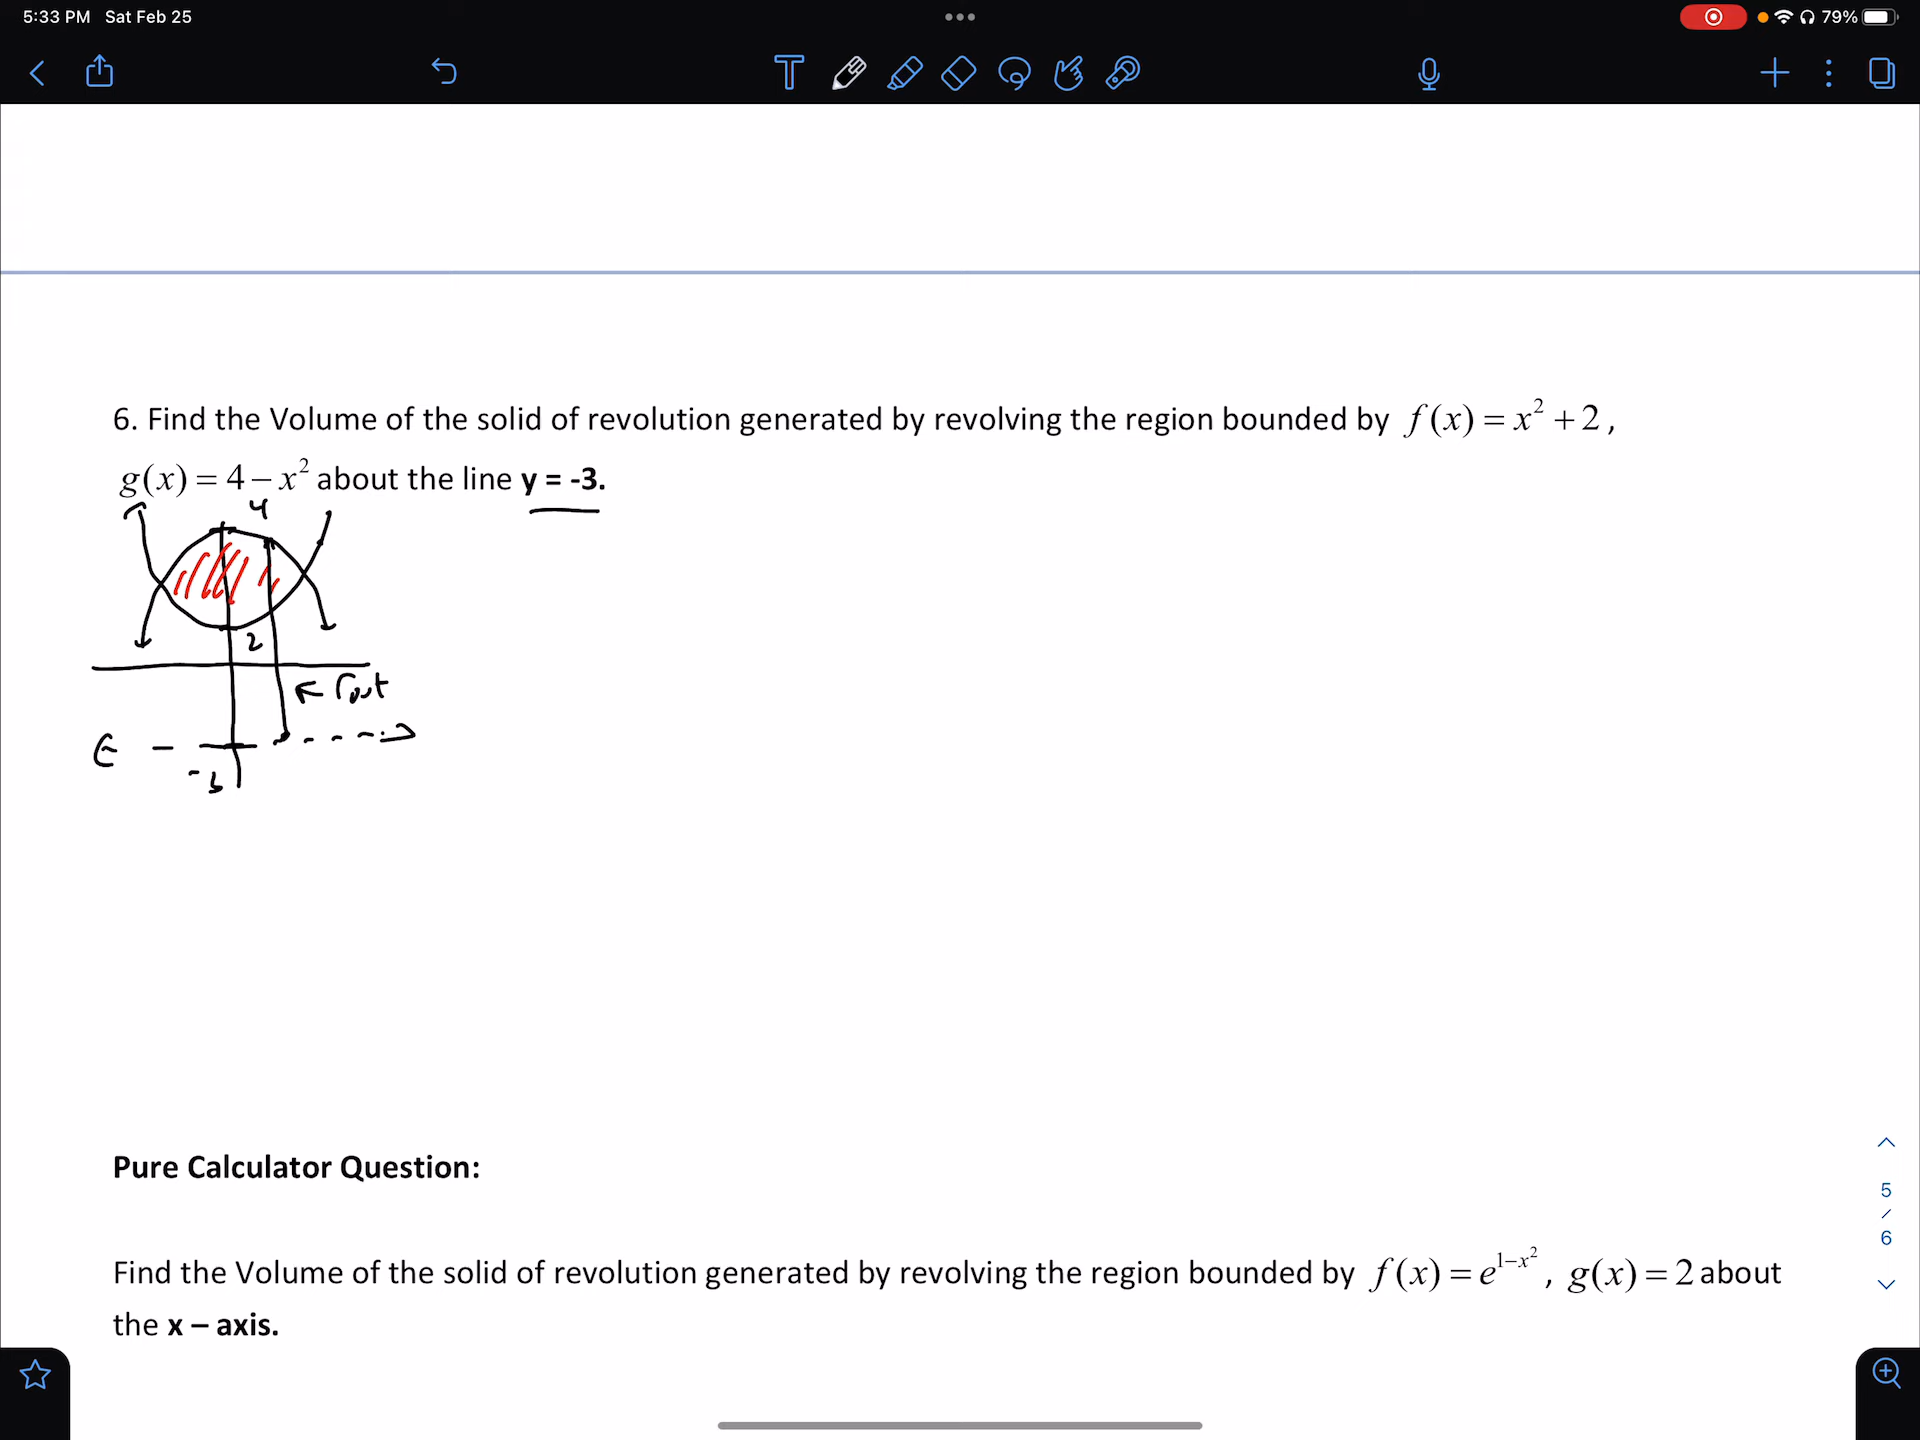 5:33 PM Sat Feb 25
79%
6. Find the Volume of the solid of revolution generated by revolving the region bounded by f(x) = x² + 2,
g(x) = 4 − x² about the line y = -3.
4
2
rout
-3
Pure Calculator Question:
Find the Volume of the solid of revolution generated by revolving the region bounded by f(x) = e^{1−x²}, g(x) = 2 about
the x – axis.
5
/
6